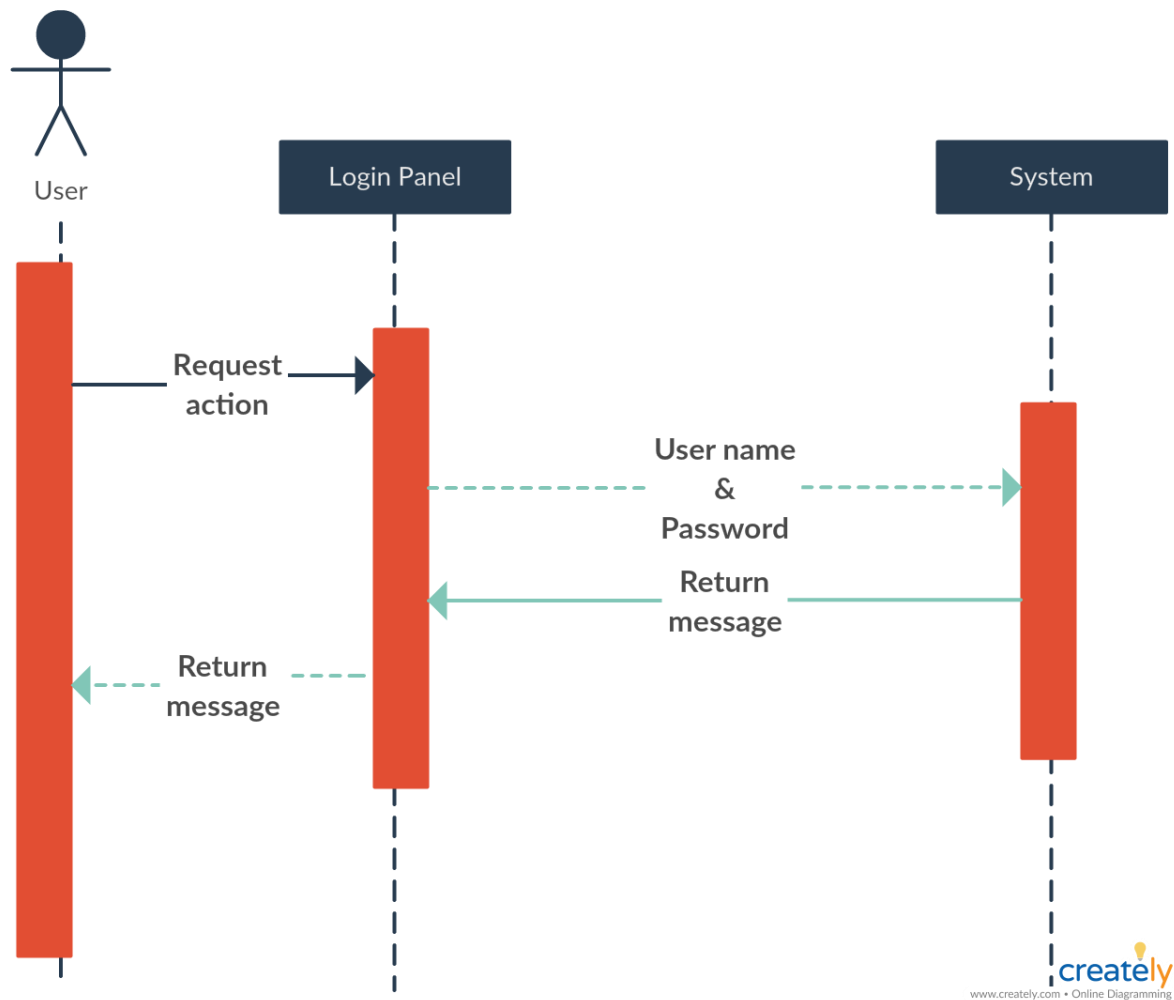 User
Login Panel
System
Request
action
User name
&
Password
Return
message
Return
message
creately
www.creately.com • Online Diagramming